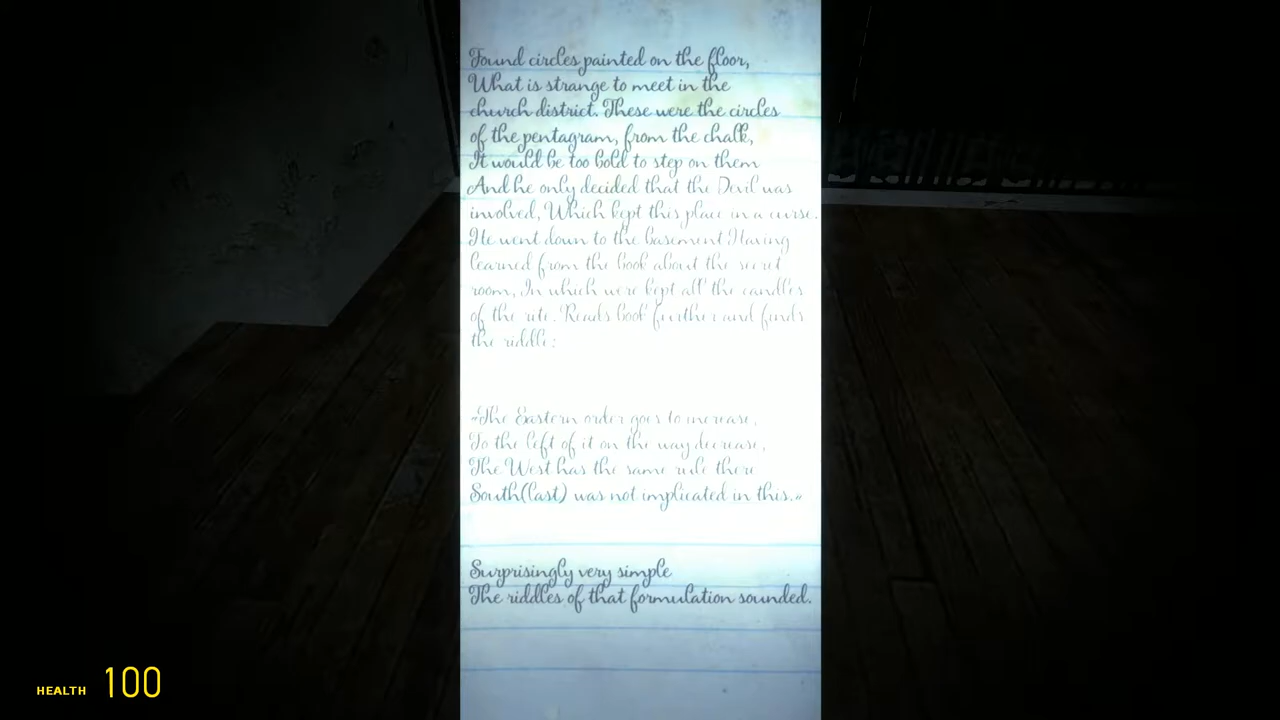 Found circles painted on the floor,
What is strange to meet in the
church district. These were the circles
of the pentagram, from the chalk,
It would be too bold to step on them
And he only decided that the Devil was
involved, Which kept this place in a curse.
He went down to the basement Having
learned from the book about the secret
room, In which were kept all the candles
of the rite. Reads book further and finds
the riddle:
«The Eastern order goes to increase,
To the left of it on the way decrease,
The West has the same rule there
South(last) was not implicated in this.»
Surprisingly very simple
The riddles of that formulation sounded.
HEALTH 100